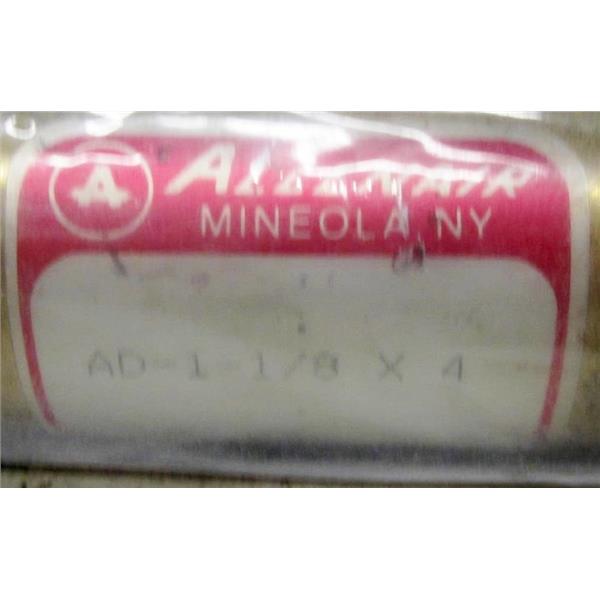 A ALLENAIR
MINEOLA, NY
AD-1-1/8 X 4